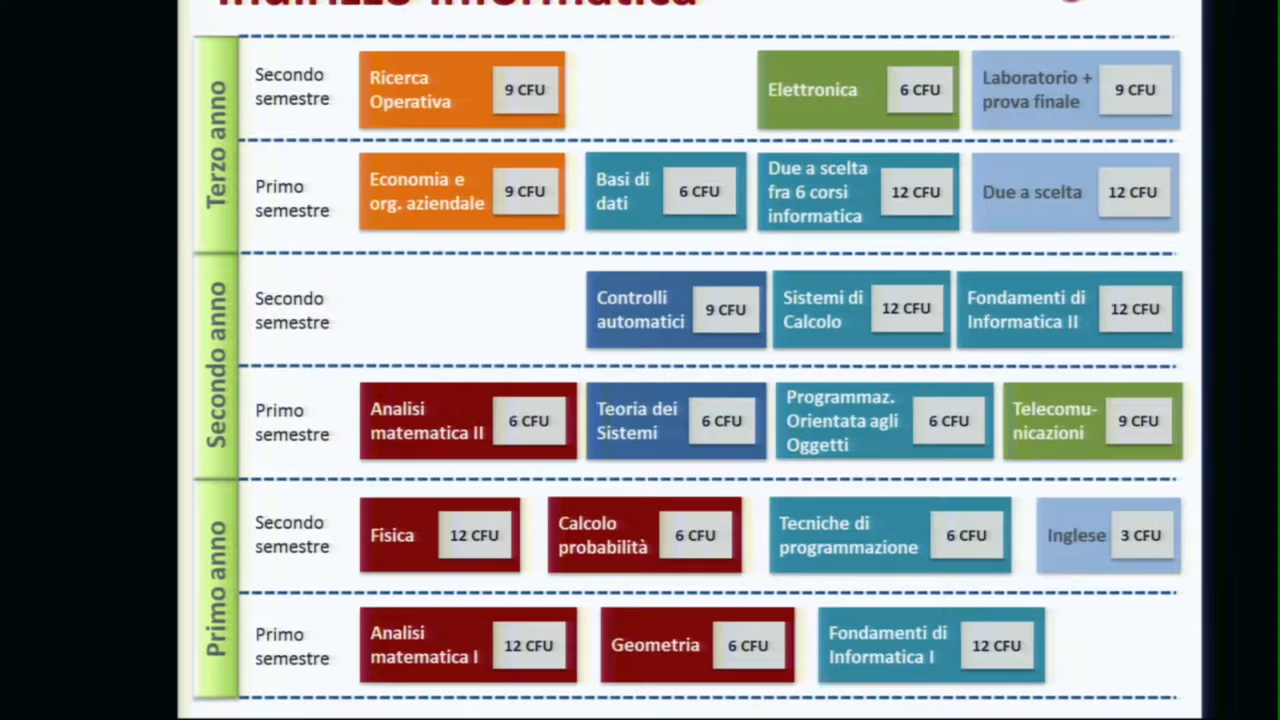 Indirizzo Informatica
Terzo anno
Secondo
semestre
Ricerca
Operativa
9 CFU
Elettronica
6 CFU
Laboratorio +
prova finale
9 CFU
Primo
semestre
Economia e
org. aziendale
9 CFU
Basi di
dati
6 CFU
Due a scelta
fra 6 corsi
informatica
12 CFU
Due a scelta
12 CFU
Secondo anno
Secondo
semestre
Controlli
automatici
9 CFU
Sistemi di
Calcolo
12 CFU
Fondamenti di
Informatica II
12 CFU
Primo
semestre
Analisi
matematica II
6 CFU
Teoria dei
Sistemi
6 CFU
Programmaz.
Orientata agli
Oggetti
6 CFU
Telecomu-
nicazioni
9 CFU
Primo anno
Secondo
semestre
Fisica
12 CFU
Calcolo
probabilità
6 CFU
Tecniche di
programmazione
6 CFU
Inglese
3 CFU
Primo
semestre
Analisi
matematica I
12 CFU
Geometria
6 CFU
Fondamenti di
Informatica I
12 CFU